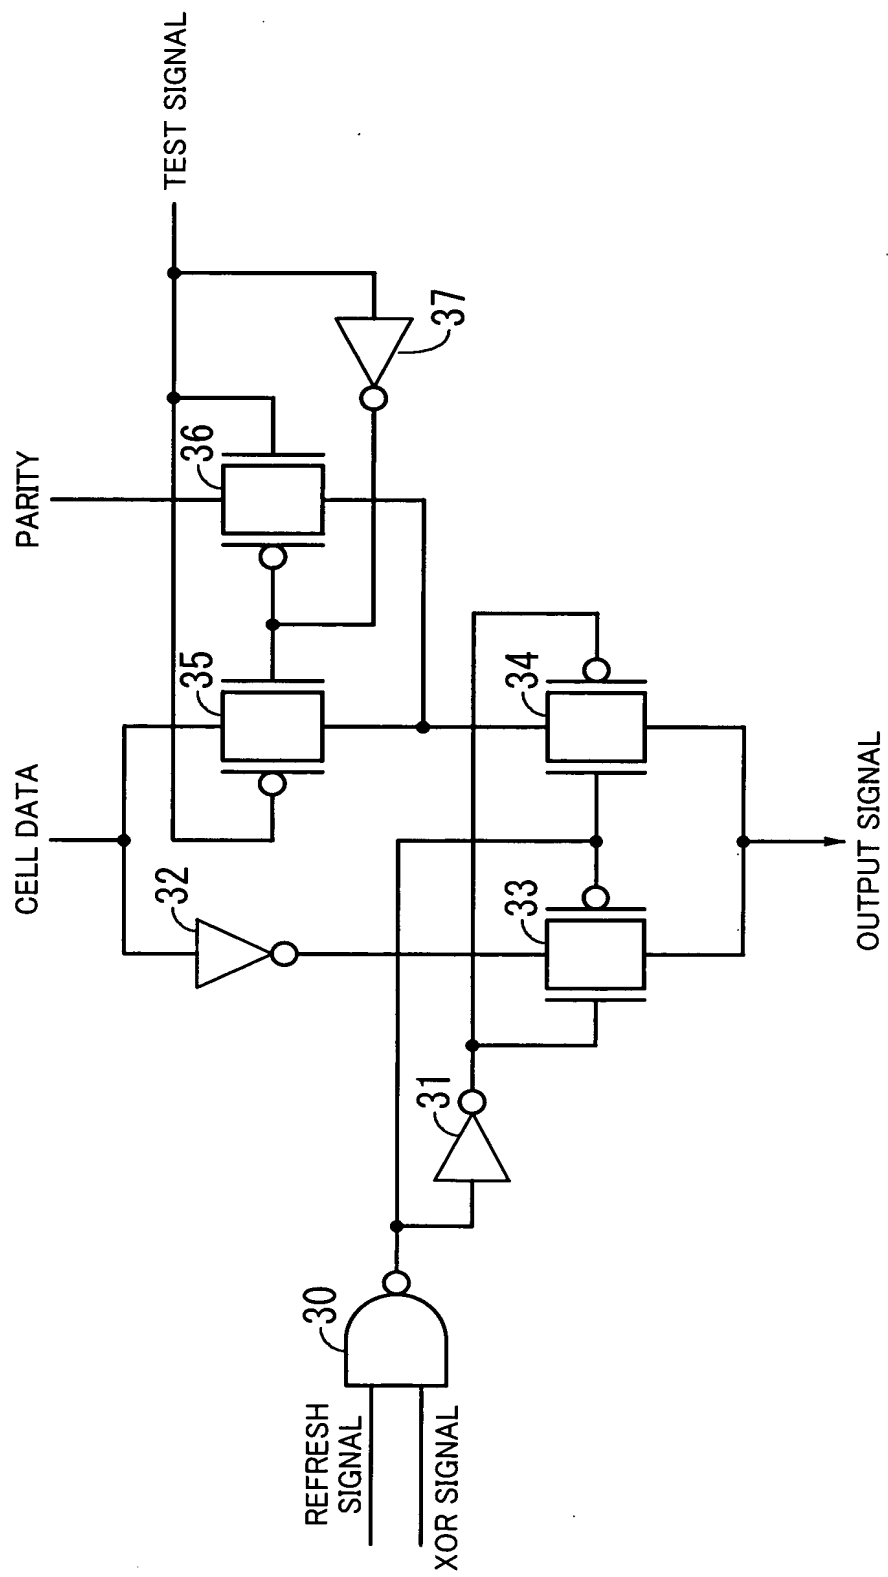 TEST SIGNAL
PARITY
CELL DATA
37
36
35
32
34
33
31
30
REFRESH
SIGNAL
XOR SIGNAL
OUTPUT SIGNAL